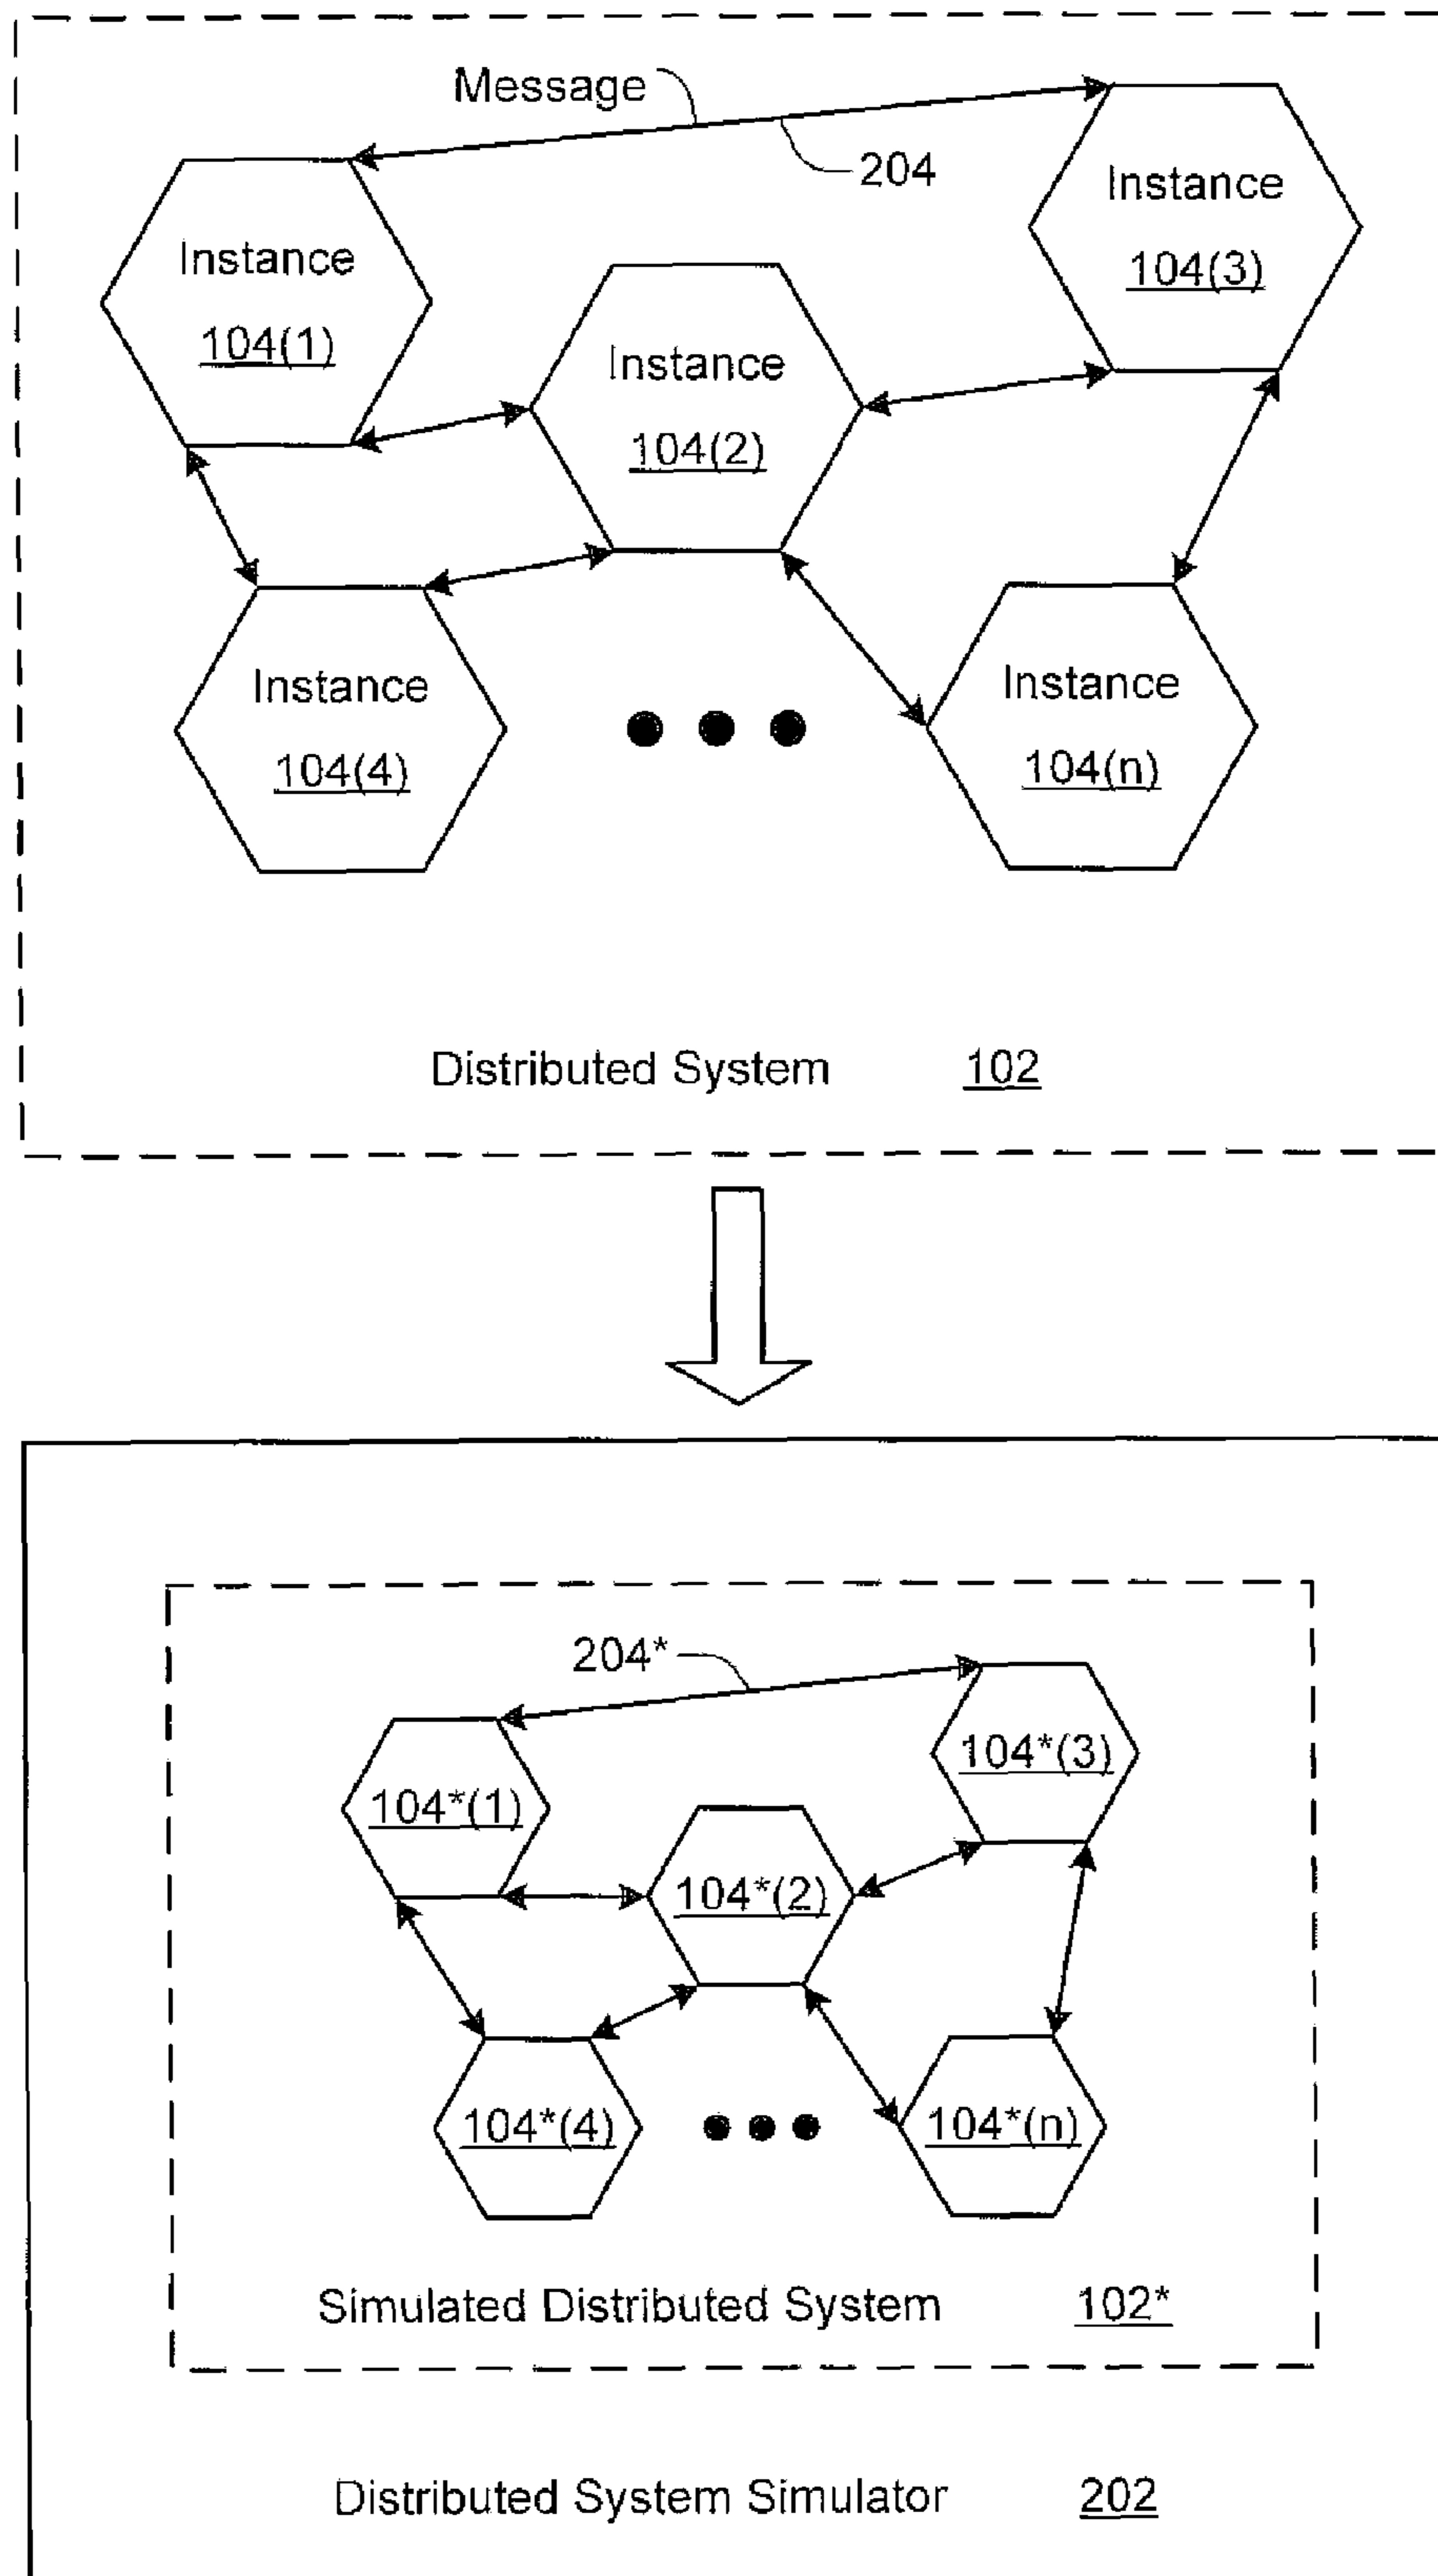 Message
204
Instance
104(1)
Instance
104(2)
Instance
104(3)
Instance
104(4)
Instance
104(n)
Distributed System 102
204*
104*(1)
104*(2)
104*(3)
104*(4)
104*(n)
Simulated Distributed System 102*
Distributed System Simulator 202